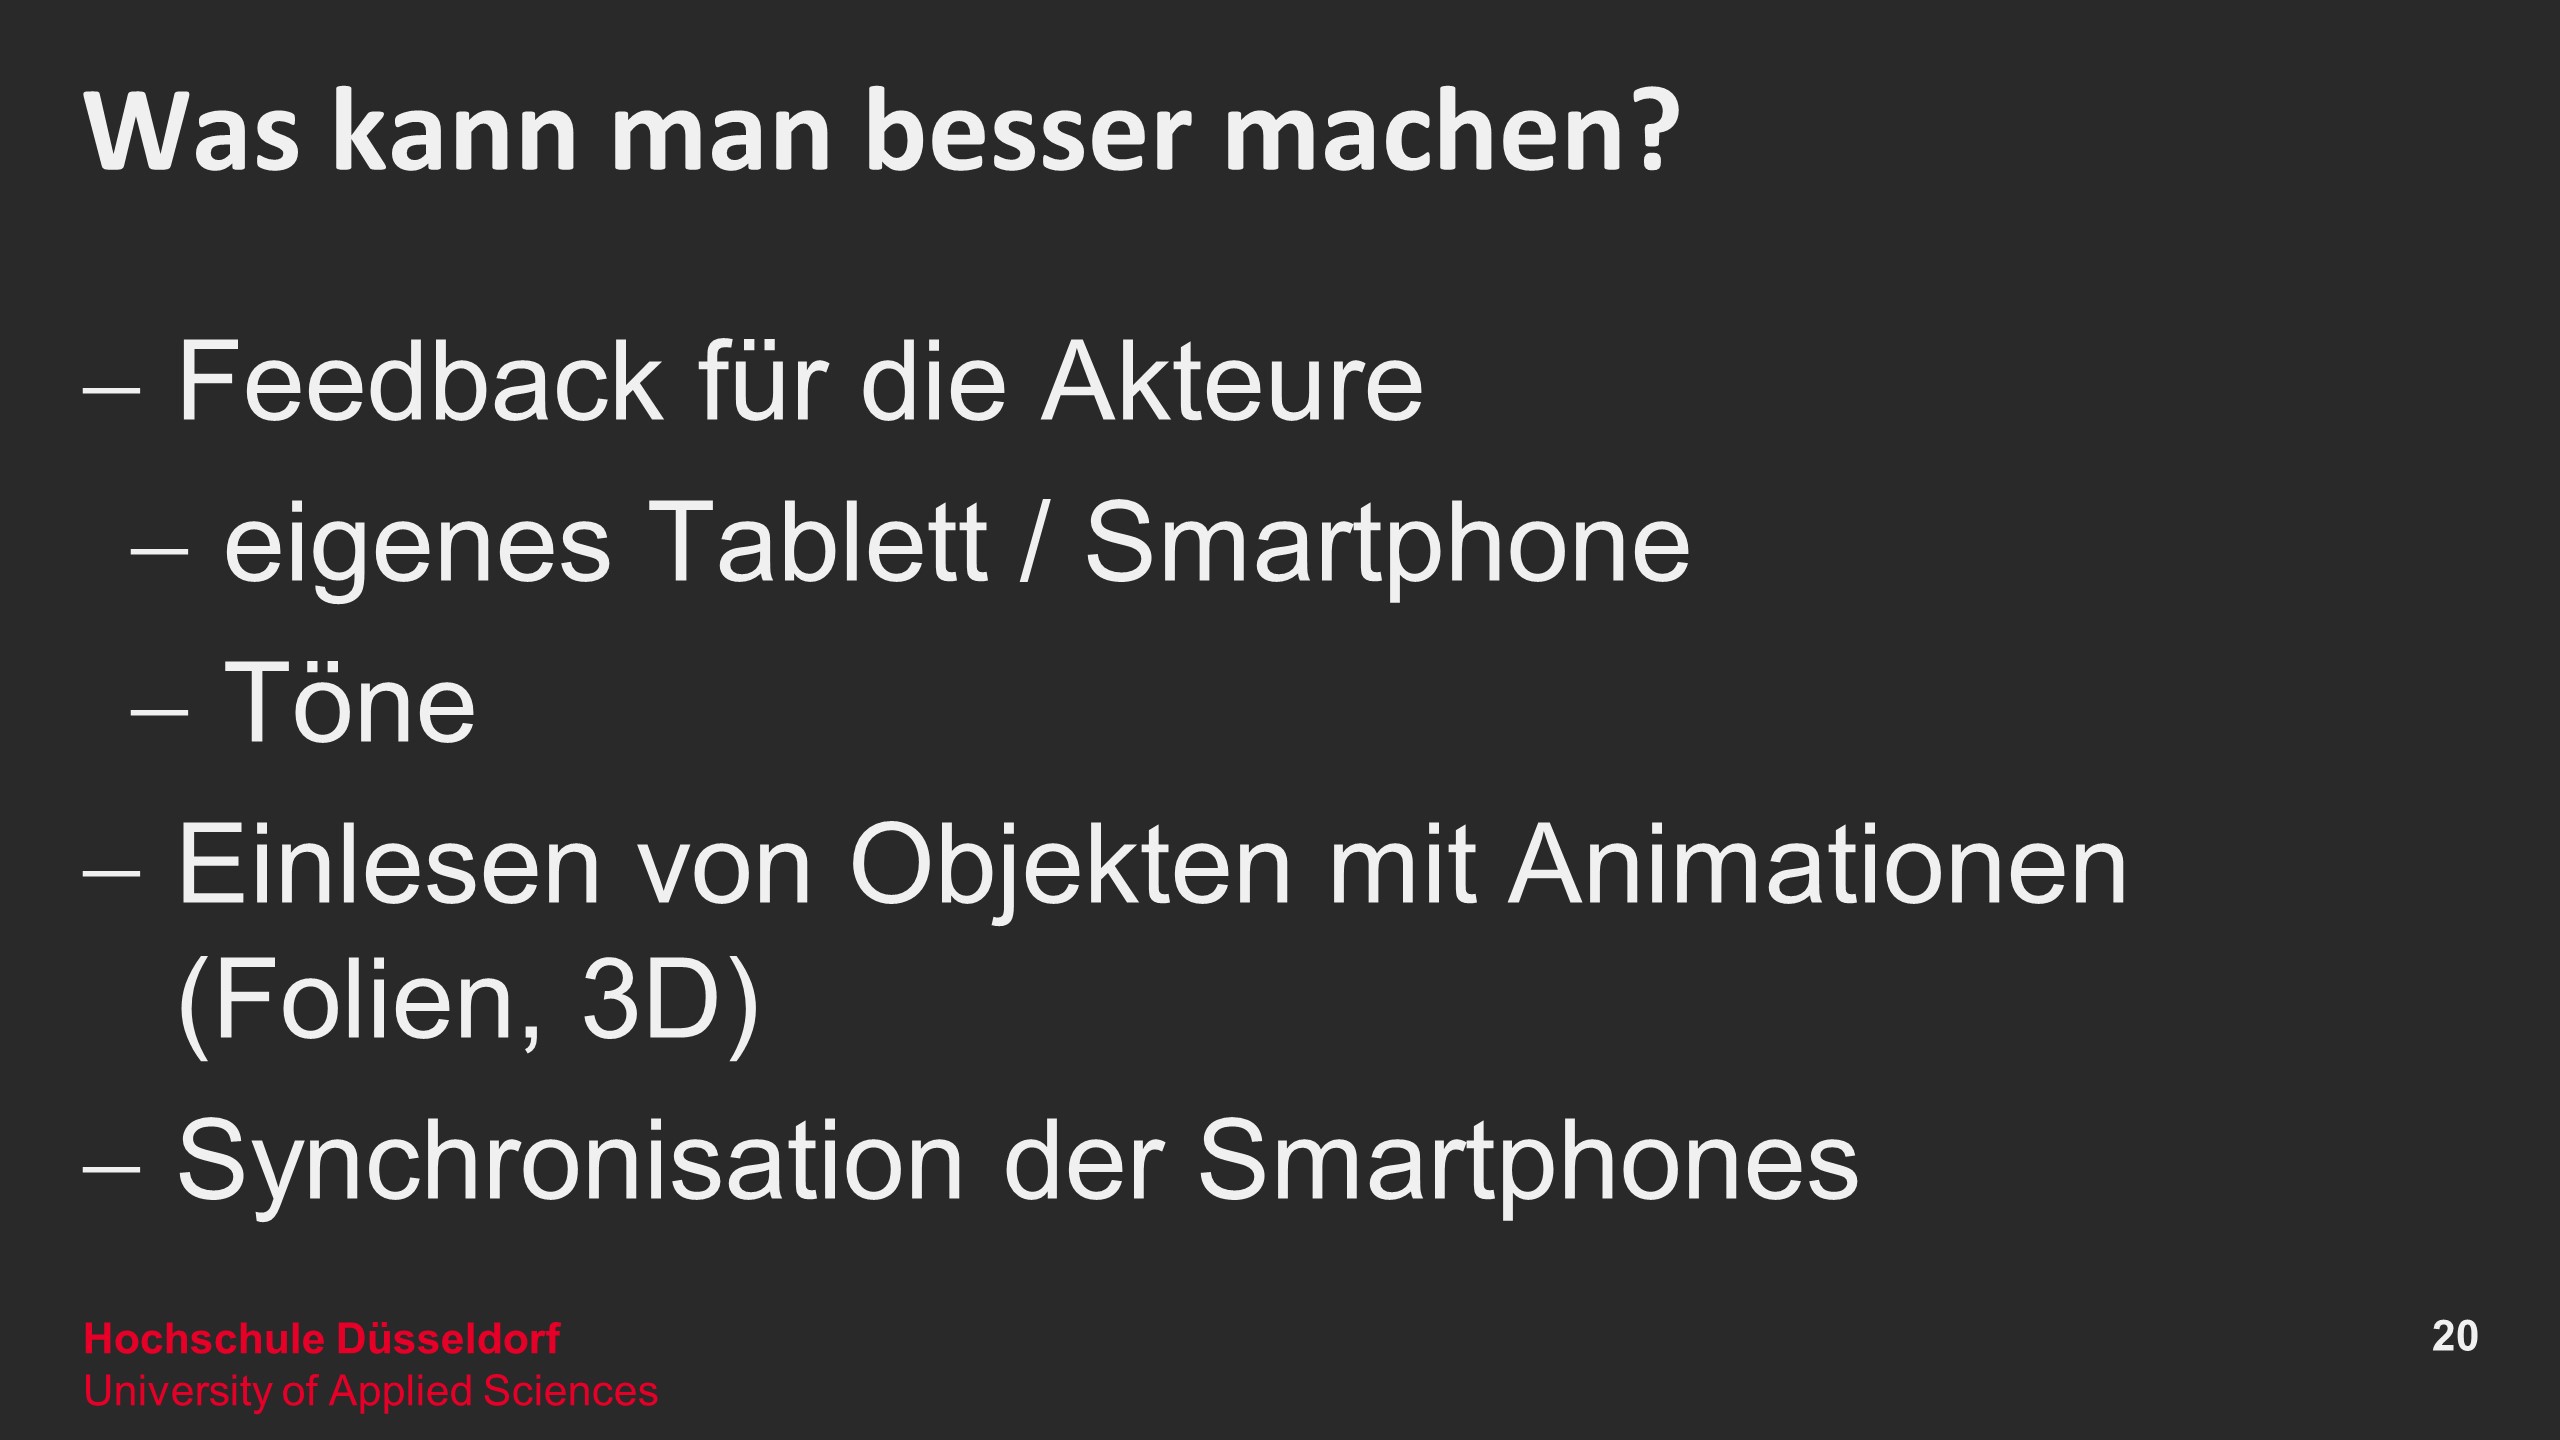 Was kann man besser machen?
– Feedback für die Akteure
– eigenes Tablett / Smartphone
– Töne
– Einlesen von Objekten mit Animationen
(Folien, 3D)
– Synchronisation der Smartphones
Hochschule Düsseldorf
University of Applied Sciences
20